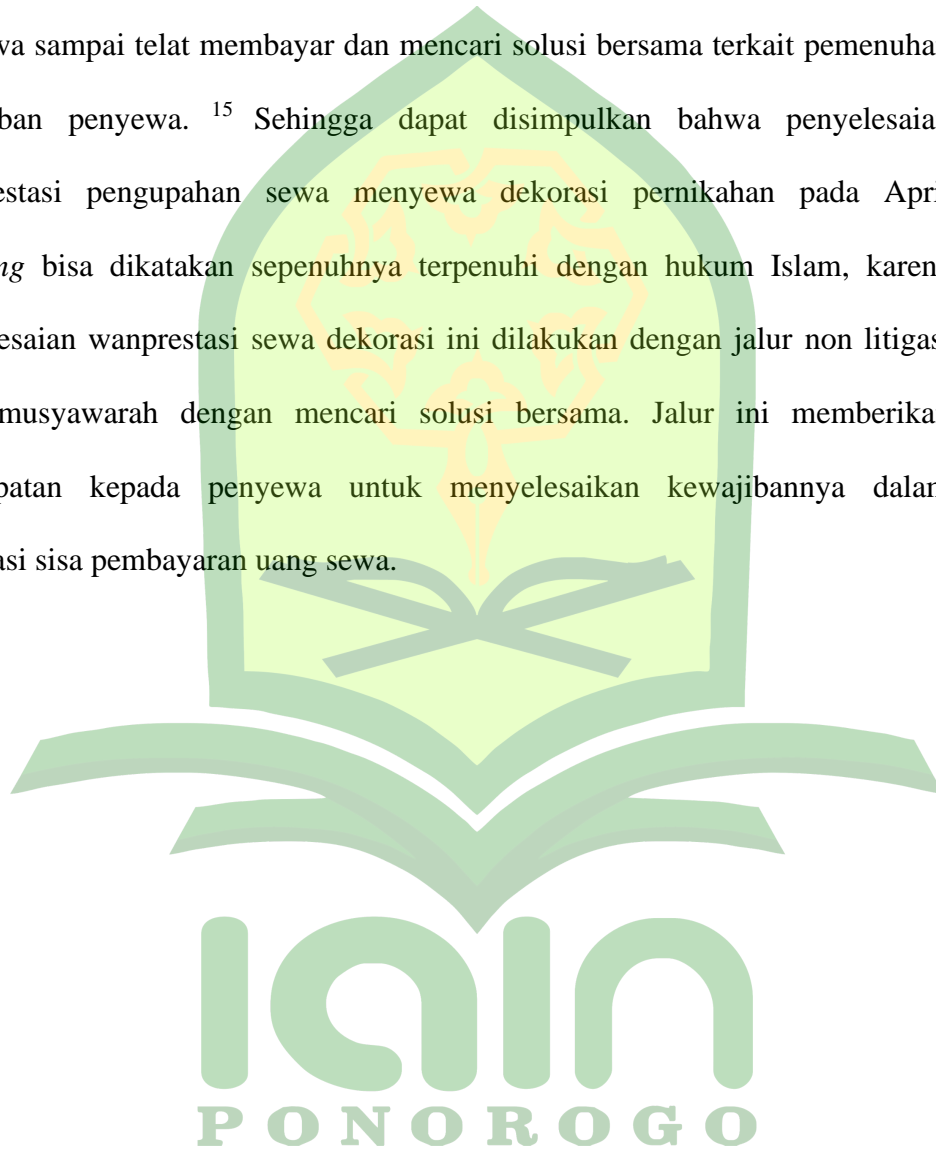 wa sampai telat membayar dan mencari solusi bersama terkait pemenuhan
ban penyewa. 15 Sehingga dapat disimpulkan bahwa penyelesaia
estasi pengupahan sewa menyewa dekorasi pernikahan pada Apri
ng bisa dikatakan sepenuhnya terpenuhi dengan hukum Islam, karen
esaian wanprestasi sewa dekorasi ini dilakukan dengan jalur non litigas
musyawarah dengan mencari solusi bersama. Jalur ini memberika
patan kepada penyewa untuk menyelesaikan kewajibannya dalam
asi sisa pembayaran uang sewa.
iain
PONOROGO